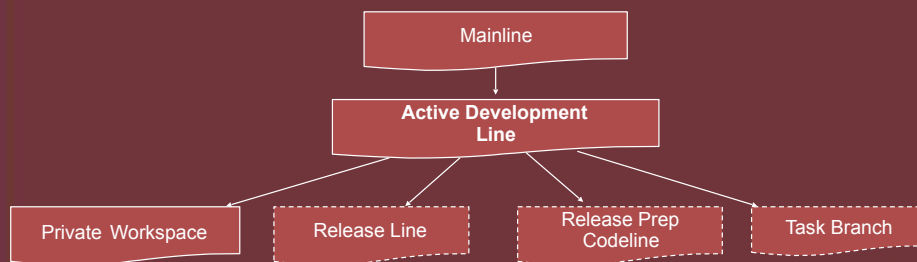 Mainline
Active Development
Line
Private Workspace
Release Line
Release Prep
Codeline
Task Branch